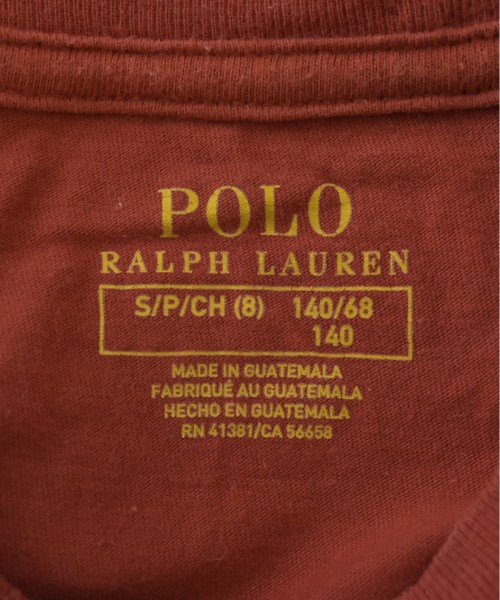 POLO
RALPH LAUREN
S/P/CH (8) 140/68
140
MADE IN GUATEMALA
FABRIQUÉ AU GUATEMALA
HECHO EN GUATEMALA
RN 41381/CA 56658